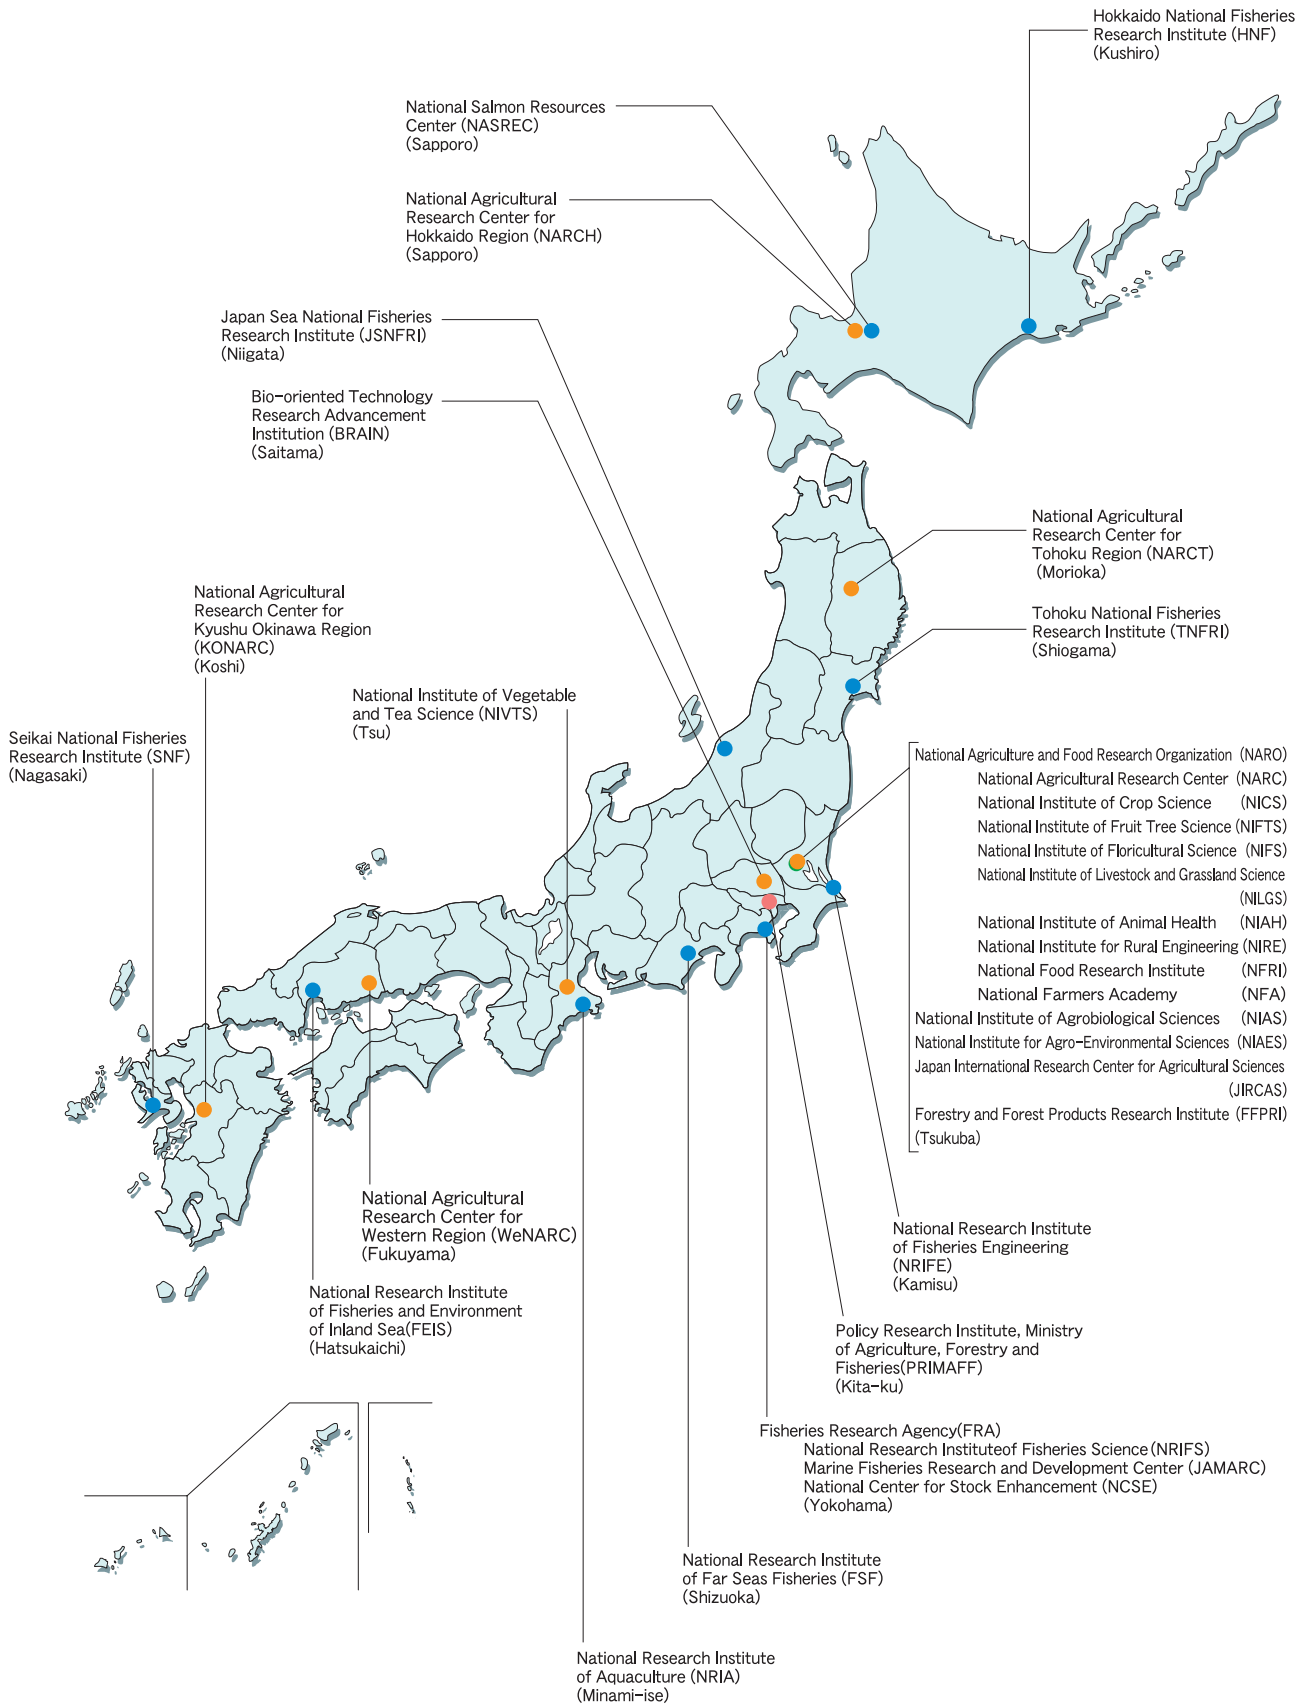 Hokkaido National Fisheries
Research Institute (HNF)
(Kushiro)
National Salmon Resources
Center (NASREC)
(Sapporo)
National Agricultural
Research Center for
Hokkaido Region (NARCH)
(Sapporo)
Japan Sea National Fisheries
Research Institute (JSNFRI)
(Niigata)
Bio-oriented Technology
Research Advancement
Institution (BRAIN)
(Saitama)
National Agricultural
Research Center for
Tohoku Region (NARCT)
(Morioka)
Tohoku National Fisheries
Research Institute (TNFRI)
(Shiogama)
National Agricultural
Research Center for
Kyushu Okinawa Region
(KONARC)
(Koshi)
National Institute of Vegetable
and Tea Science (NIVTS)
(Tsu)
Seikai National Fisheries
Research Institute (SNF)
(Nagasaki)
National Agriculture and Food Research Organization (NARO)
National Agricultural Research Center (NARC)
National Institute of Crop Science (NICS)
National Institute of Fruit Tree Science (NIFTS)
National Institute of Floricultural Science (NIFS)
National Institute of Livestock and Grassland Science
(NILGS)
National Institute of Animal Health (NIAH)
National Institute for Rural Engineering (NIRE)
National Food Research Institute (NFRI)
National Farmers Academy (NFA)
National Institute of Agrobiological Sciences (NIAS)
National Institute for Agro-Environmental Sciences (NIAES)
Japan International Research Center for Agricultural Sciences
(JIRCAS)
Forestry and Forest Products Research Institute (FFPRI)
(Tsukuba)
National Agricultural
Research Center for
Western Region (WeNARC)
(Fukuyama)
National Research Institute
of Fisheries and Environment
of Inland Sea(FEIS)
(Hatsukaichi)
National Research Institute
of Fisheries Engineering
(NRIFE)
(Kamisu)
Policy Research Institute, Ministry
of Agriculture, Forestry and
Fisheries(PRIMAFF)
(Kita-ku)
Fisheries Research Agency(FRA)
National Research Instituteof Fisheries Science(NRIFS)
Marine Fisheries Research and Development Center (JAMARC)
National Center for Stock Enhancement (NCSE)
(Yokohama)
National Research Institute
of Far Seas Fisheries (FSF)
(Shizuoka)
National Research Institute
of Aquaculture (NRIA)
(Minami-ise)